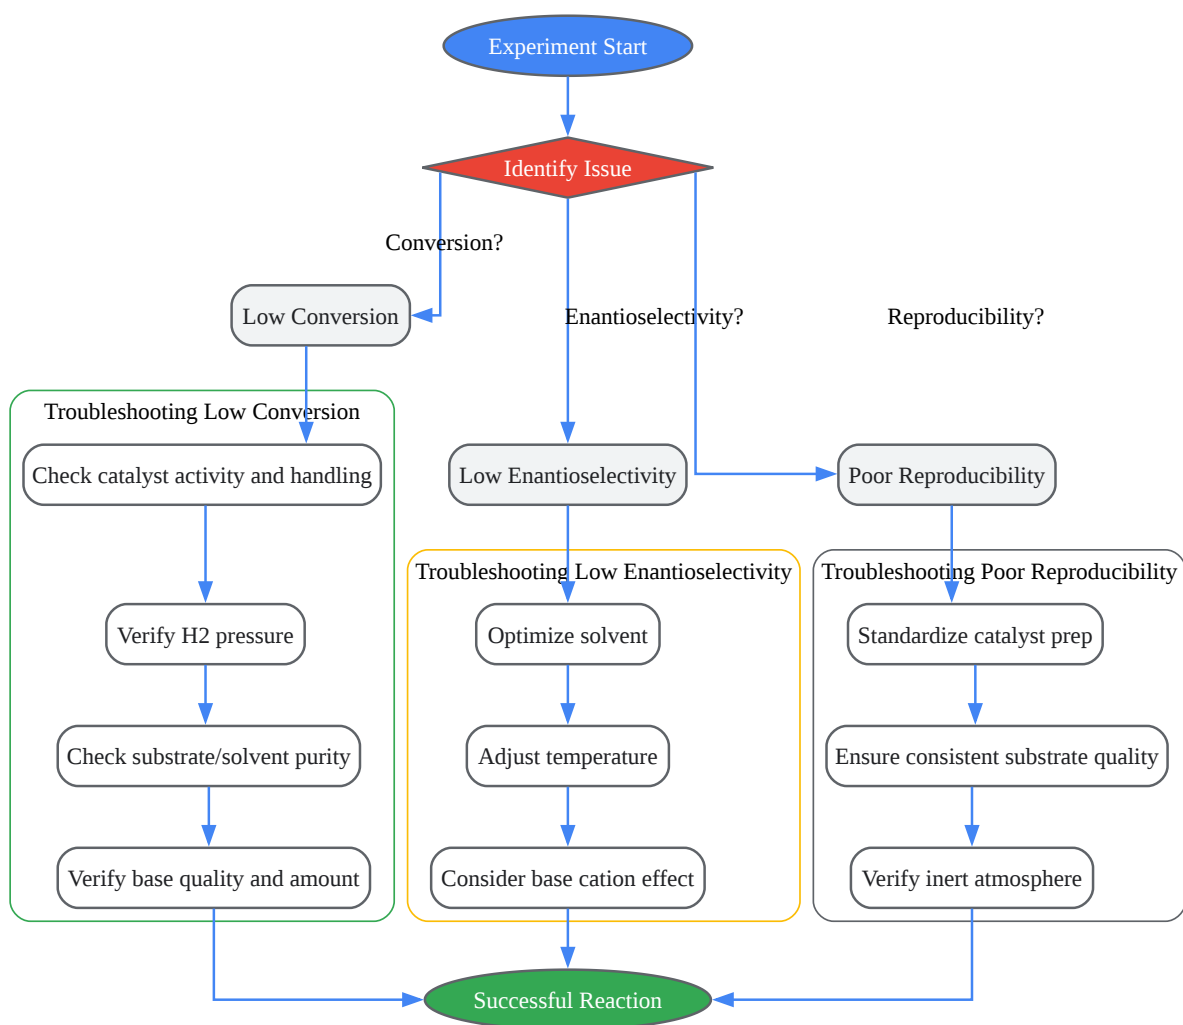 Experiment Start
Identify Issue
Conversion?
Low Conversion
Enantioselectivity?
Reproducibility?
Troubleshooting Low Conversion
Check catalyst activity and handling
Low Enantioselectivity
Poor Reproducibility
Troubleshooting Low Enantioselectivity
Troubleshooting Poor Reproducibility
Verify H2 pressure
Optimize solvent
Standardize catalyst prep
Check substrate/solvent purity
Adjust temperature
Ensure consistent substrate quality
Verify base quality and amount
Consider base cation effect
Verify inert atmosphere
Successful Reaction